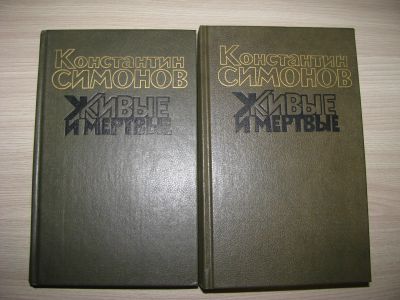 Константин
СИМОНОВ
ЖИВЫЕ
И МЕРТВЫЕ
Константин
СИМОНОВ
ЖИВЫЕ
И МЕРТВЫЕ